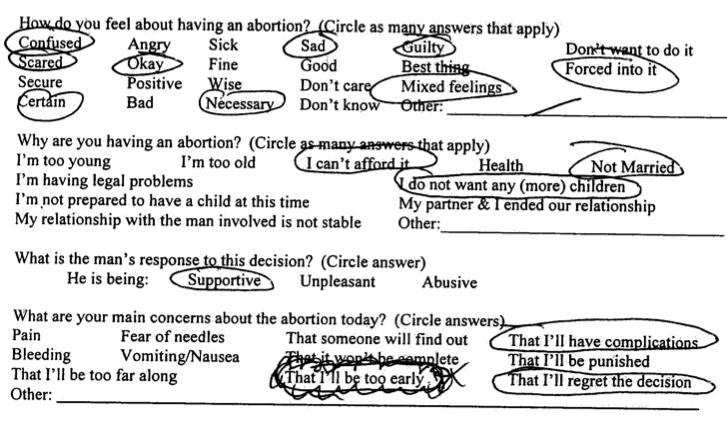 How do you feel about having an abortion? (Circle as many answers that apply)
Confused Angry Sick Sad Guilty Don't want to do it
Scared Okay Fine Good Best thing Forced into it
Secure Positive Wise Don't care Mixed feelings
Certain Bad Necessary Don't know Other:
Why are you having an abortion? (Circle as many answers that apply)
I'm too young I'm too old I can't afford it Health Not Married
I'm having legal problems I do not want any (more) children
I'm not prepared to have a child at this time My partner & I ended our relationship
My relationship with the man involved is not stable Other:
What is the man's response to this decision? (Circle answer)
He is being: Supportive Unpleasant Abusive
What are your main concerns about the abortion today? (Circle answers)
Pain Fear of needles That someone will find out That I'll have complications
Bleeding Vomiting/Nausea That it won't be complete That I'll be punished
That I'll be too far along That I'll be too early That I'll regret the decision
Other: